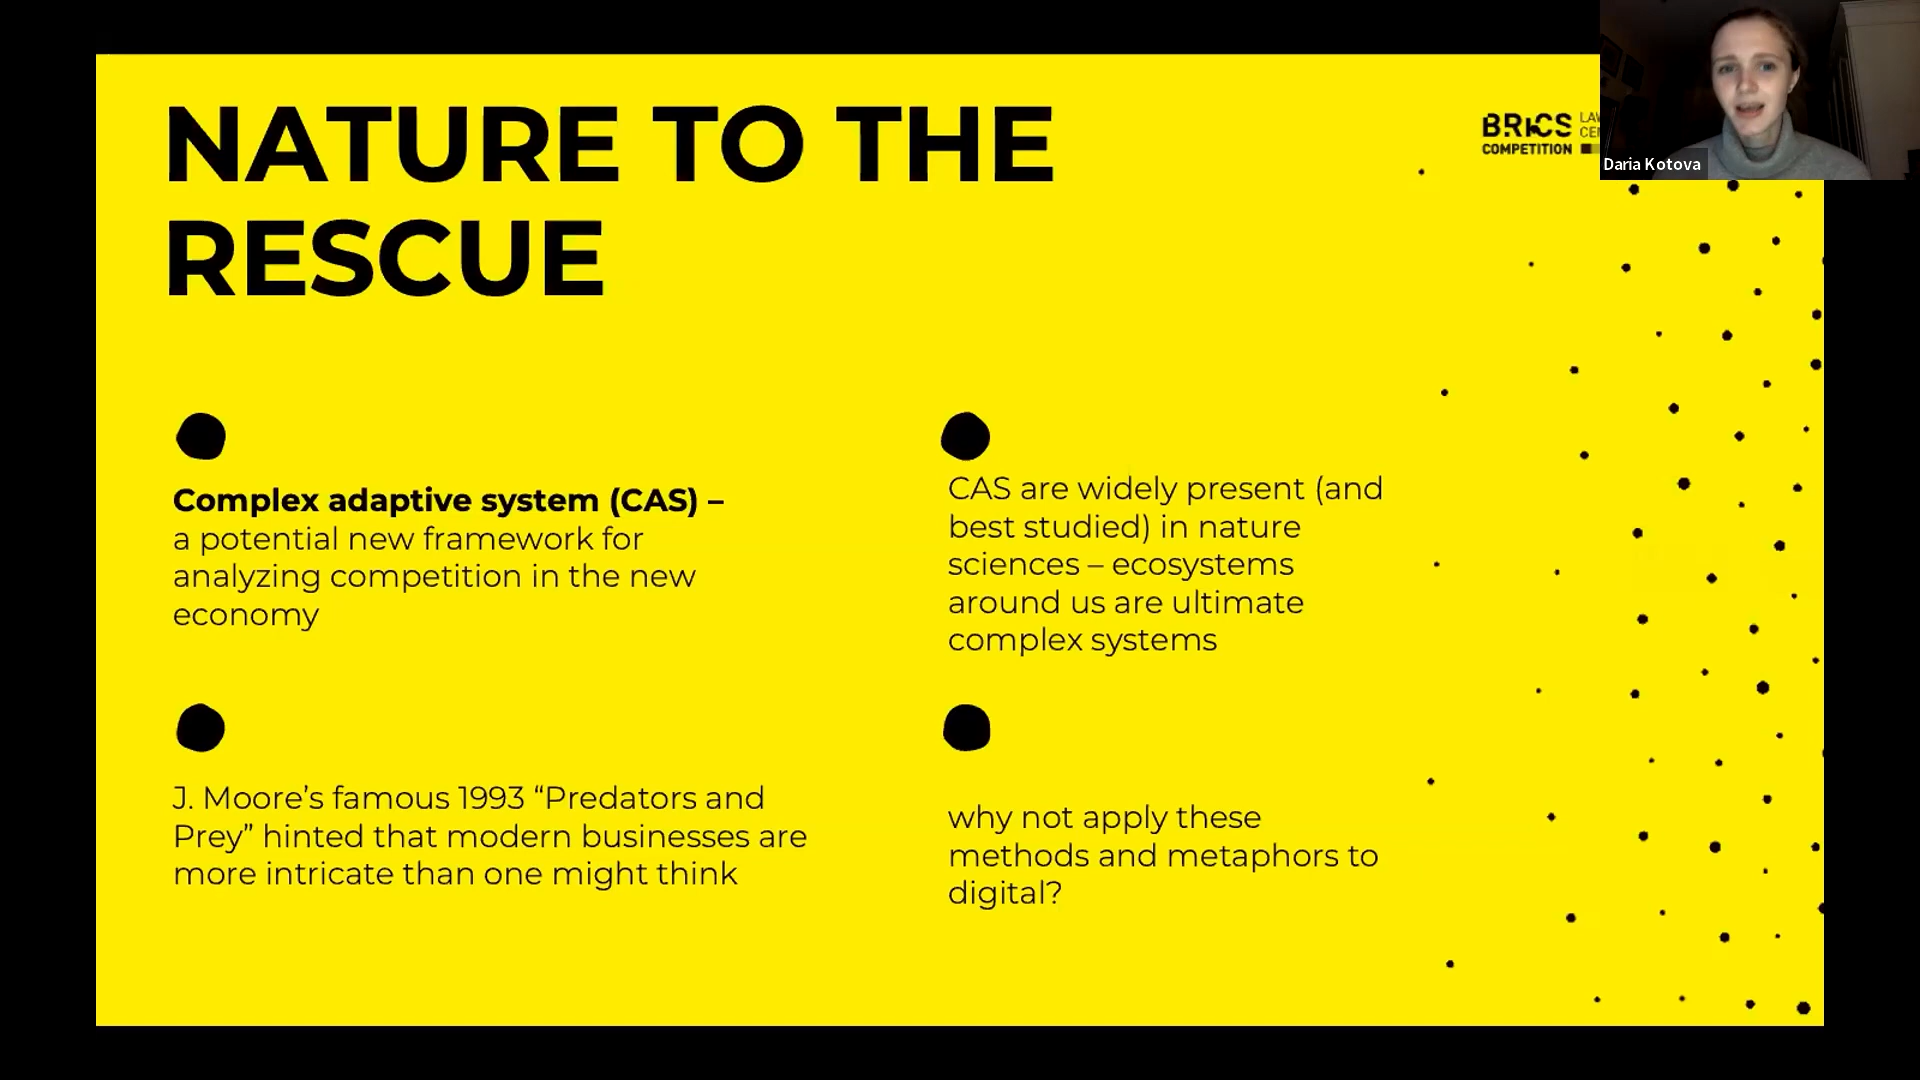 NATURE TO THE
RESCUE
BRICS
COMPETITION
Daria Kotova
Complex adaptive system (CAS) –
a potential new framework for
analyzing competition in the new
economy
CAS are widely present (and
best studied) in nature
sciences – ecosystems
around us are ultimate
complex systems
J. Moore’s famous 1993 “Predators and
Prey” hinted that modern businesses are
more intricate than one might think
why not apply these
methods and metaphors to
digital?